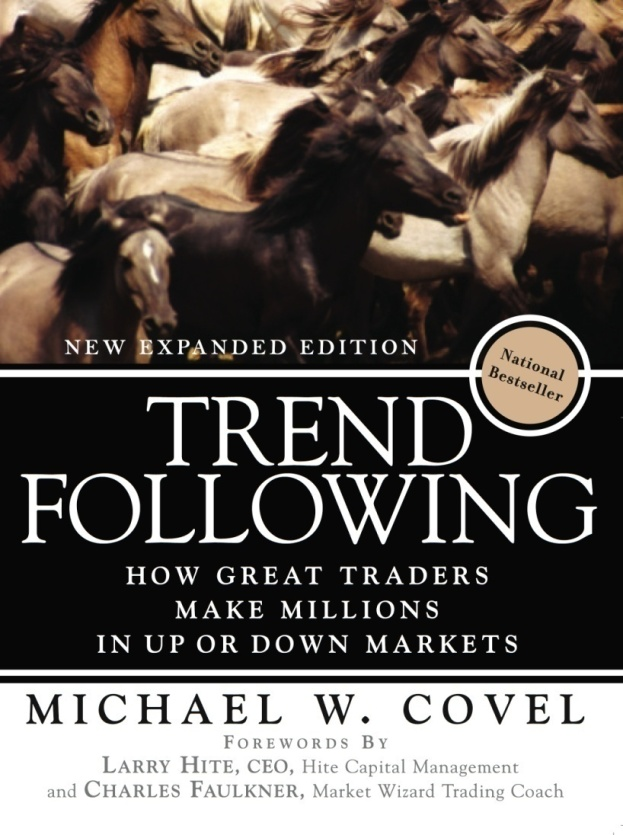 NEW EXPANDED EDITION
National
Bestseller
TREND
FOLLOWING
HOW GREAT TRADERS
MAKE MILLIONS
IN UP OR DOWN MARKETS
MICHAEL W. COVEL
FOREWORDS BY
LARRY HITE, CEO, Hite Capital Management
and CHARLES FAULKNER, Market Wizard Trading Coach